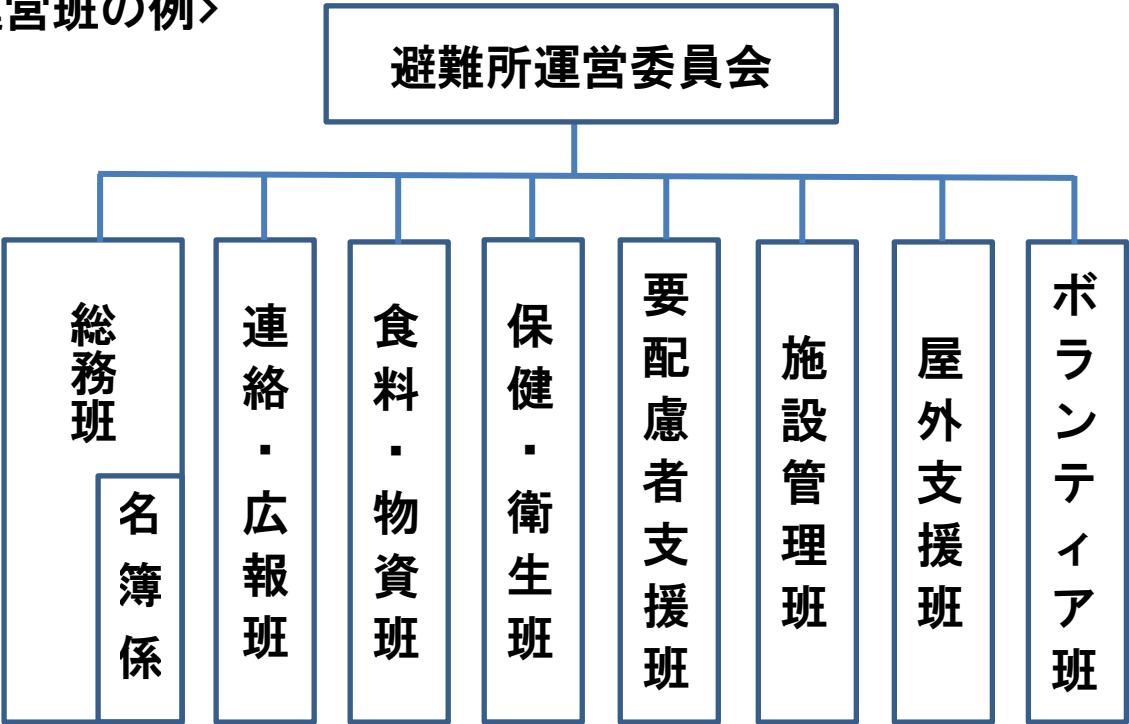 営班の例>
避難所運営委員会
総務班
名簿係
連絡・広報班
食料・物資班
保健・衛生班
要配慮者支援班
施設管理班
屋外支援班
ボランティア班